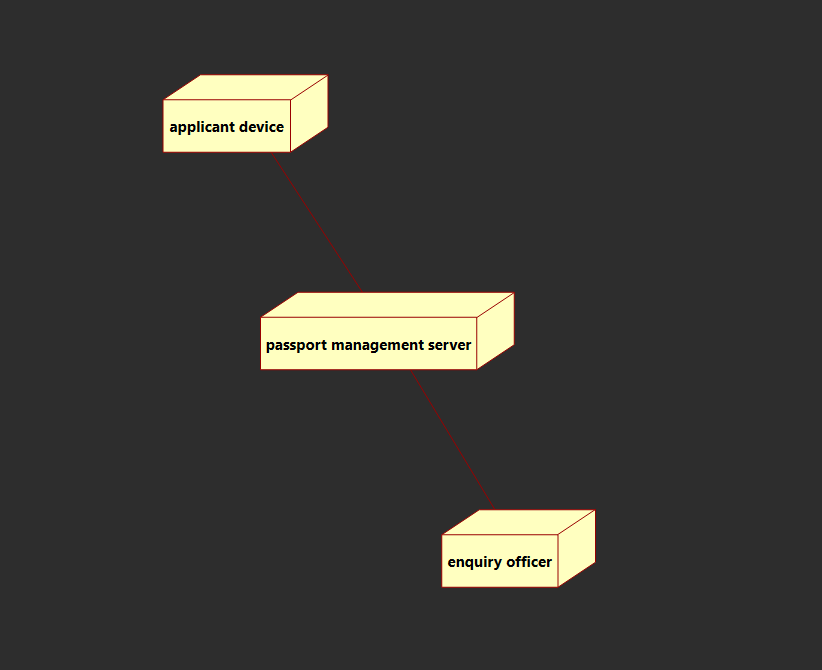 applicant device
passport management server
enquiry officer